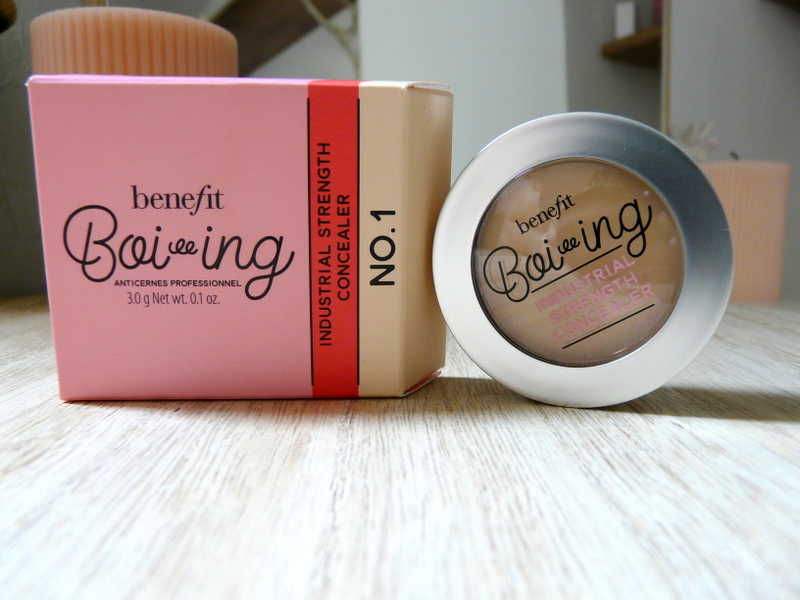 benefit
Boi-ing
ANTICERNES PROFESSIONNEL
3.0 g Net wt. 0.1 oz.
INDUSTRIAL STRENGTH
CONCEALER
NO.1
benefit
Boi-ing
INDUSTRIAL
STRENGTH
CONCEALER